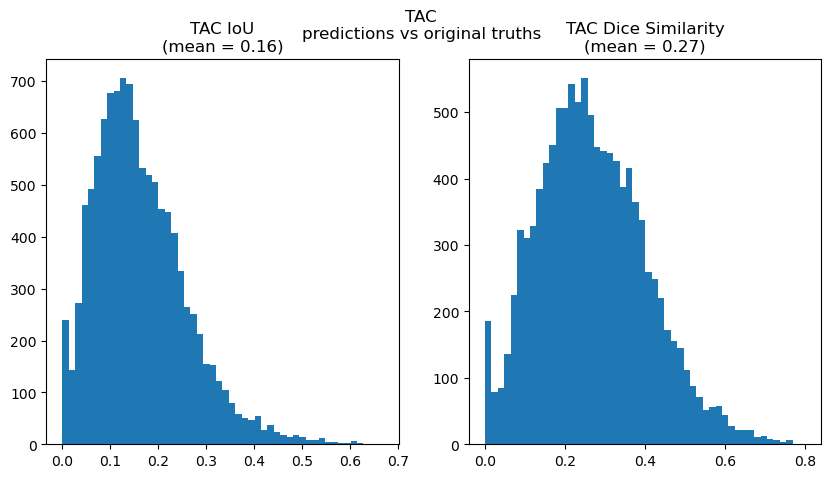 TAC
predictions vs original truths
TAC IoU
(mean = 0.16)
700
600
500
400
300
200
100
0
0.0 0.1 0.2 0.3 0.4 0.5 0.6 0.7
TAC Dice Similarity
(mean = 0.27)
500
400
300
200
100
0
0.0 0.2 0.4 0.6 0.8